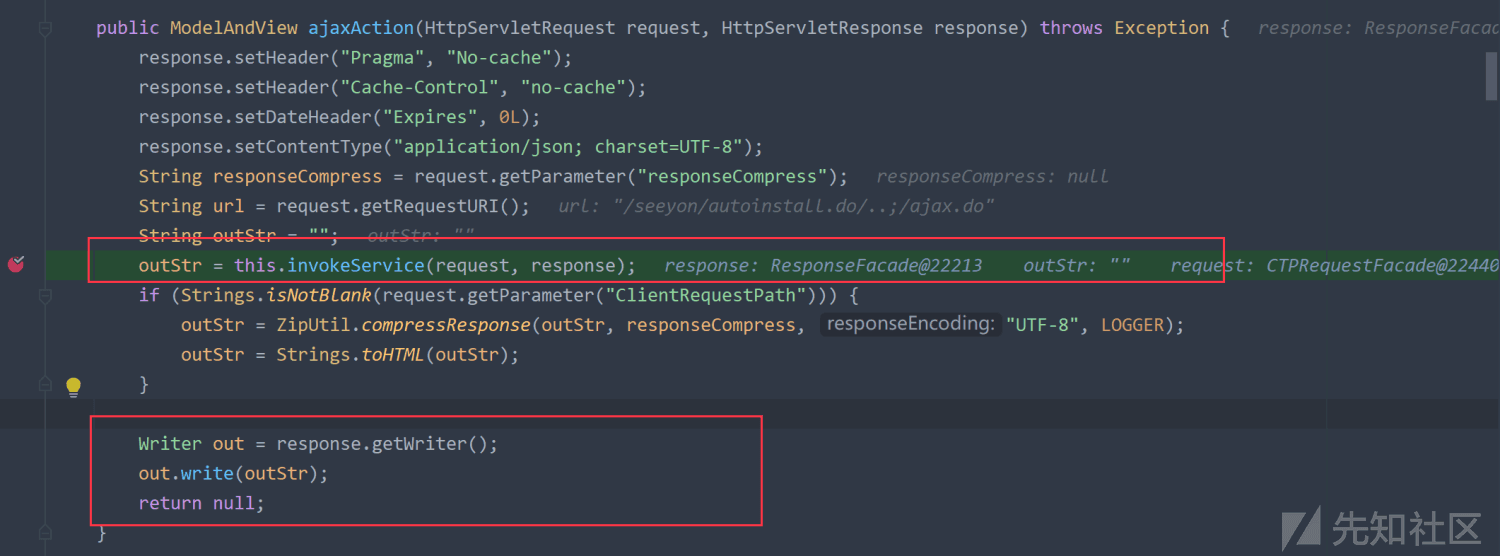 public ModelAndView ajaxAction(HttpServletRequest request, HttpServletResponse response) throws Exception {   response: ResponseFacad
response.setHeader("Pragma", "No-cache");
response.setHeader("Cache-Control", "no-cache");
response.setDateHeader("Expires", 0L);
response.setContentType("application/json; charset=UTF-8");
String responseCompress = request.getParameter("responseCompress");   responseCompress: null
String url = request.getRequestURI();   url: "/seeyon/autoinstall.do/..;/ajax.do"
String outStr = "";   outStr: ""
outStr = this.invokeService(request, response);   response: ResponseFacade@22213   outStr: ""   request: CTPRequestFacade@22440
if (Strings.isNotBlank(request.getParameter("ClientRequestPath"))) {
outStr = ZipUtil.compressResponse(outStr, responseCompress, responseEncoding: "UTF-8", LOGGER);
outStr = Strings.toHTML(outStr);
}
Writer out = response.getWriter();
out.write(outStr);
return null;
}
先知社区